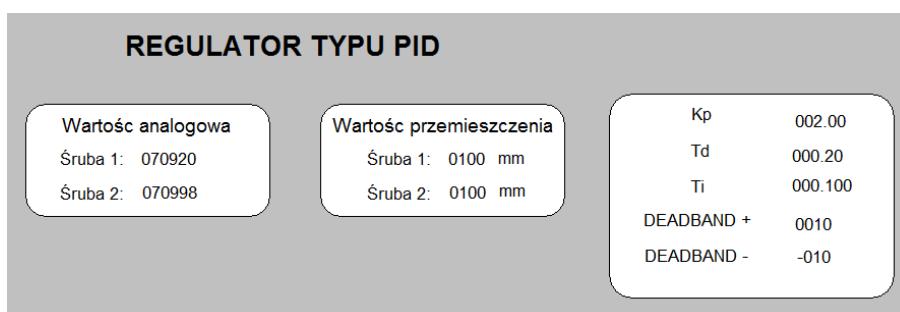 REGULATOR TYPU PID
Wartośc analogowa
Śruba 1: 070920
Śruba 2: 070998
Wartośc przemieszczenia
Śruba 1: 0100 mm
Śruba 2: 0100 mm
Kp 002.00
Td 000.20
Ti 000.100
DEADBAND + 0010
DEADBAND - -010